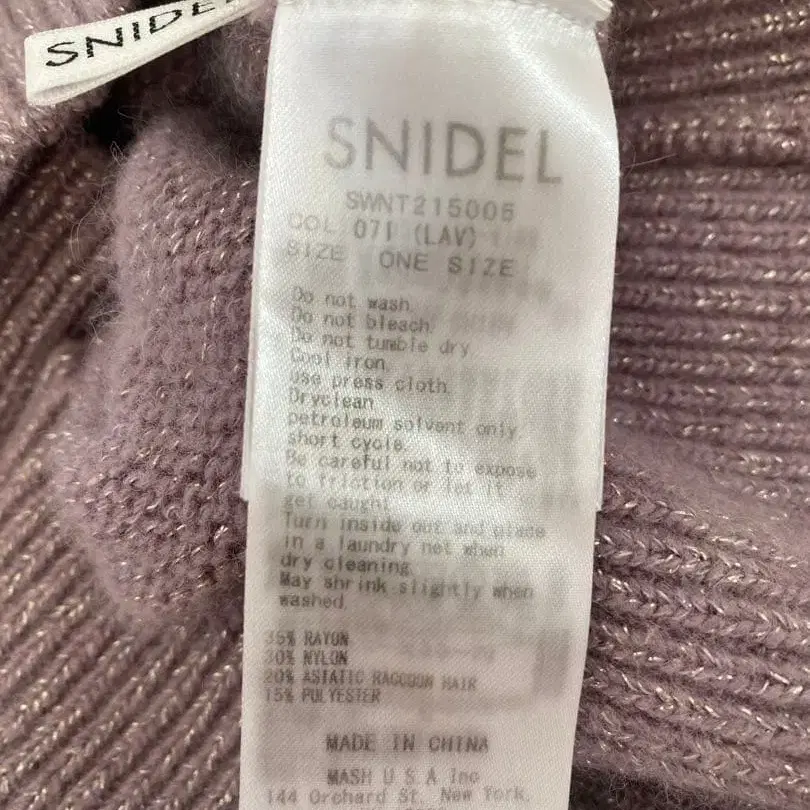 SNIDEL
SNIDEL
SWNT215005
COL 071 (LAV)
SIZE ONE SIZE
Do not wash.
Do not bleach.
Do not tumble dry.
Cool iron.
Use press cloth.
Dryclean
petroleum solvent only,
short cycle.
Be careful not to expose
to friction or let it
get caught.
Turn inside out and place
in a laundry net when
dry cleaning.
May shrink slightly when
washed.
35% RAYON
30% NYLON
20% ASIATIC RACCOON HAIR
15% POLYESTER
MADE IN CHINA
MASH U S A Inc
144 Orchard St. New York,